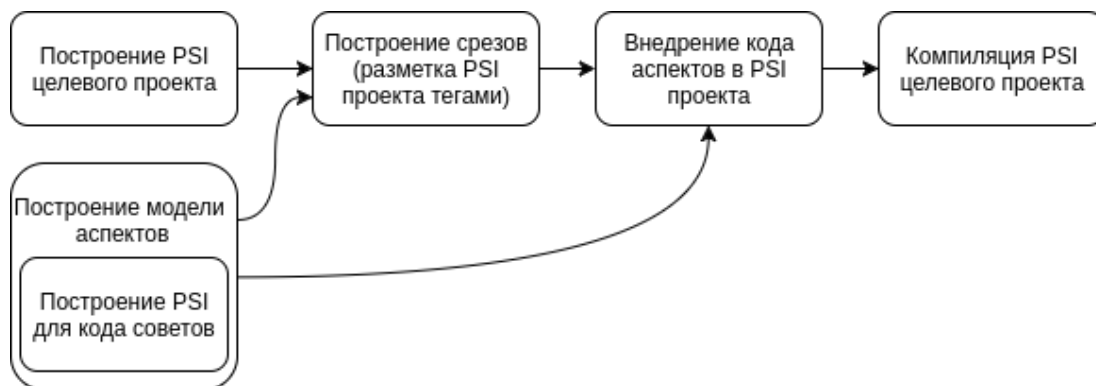 Построение PSI
целевого проекта
Построение срезов
(разметка PSI
проекта тегами)
Внедрение кода
аспектов в PSI
проекта
Компиляция PSI
целевого проекта
Построение модели
аспектов
Построение PSI
для кода советов